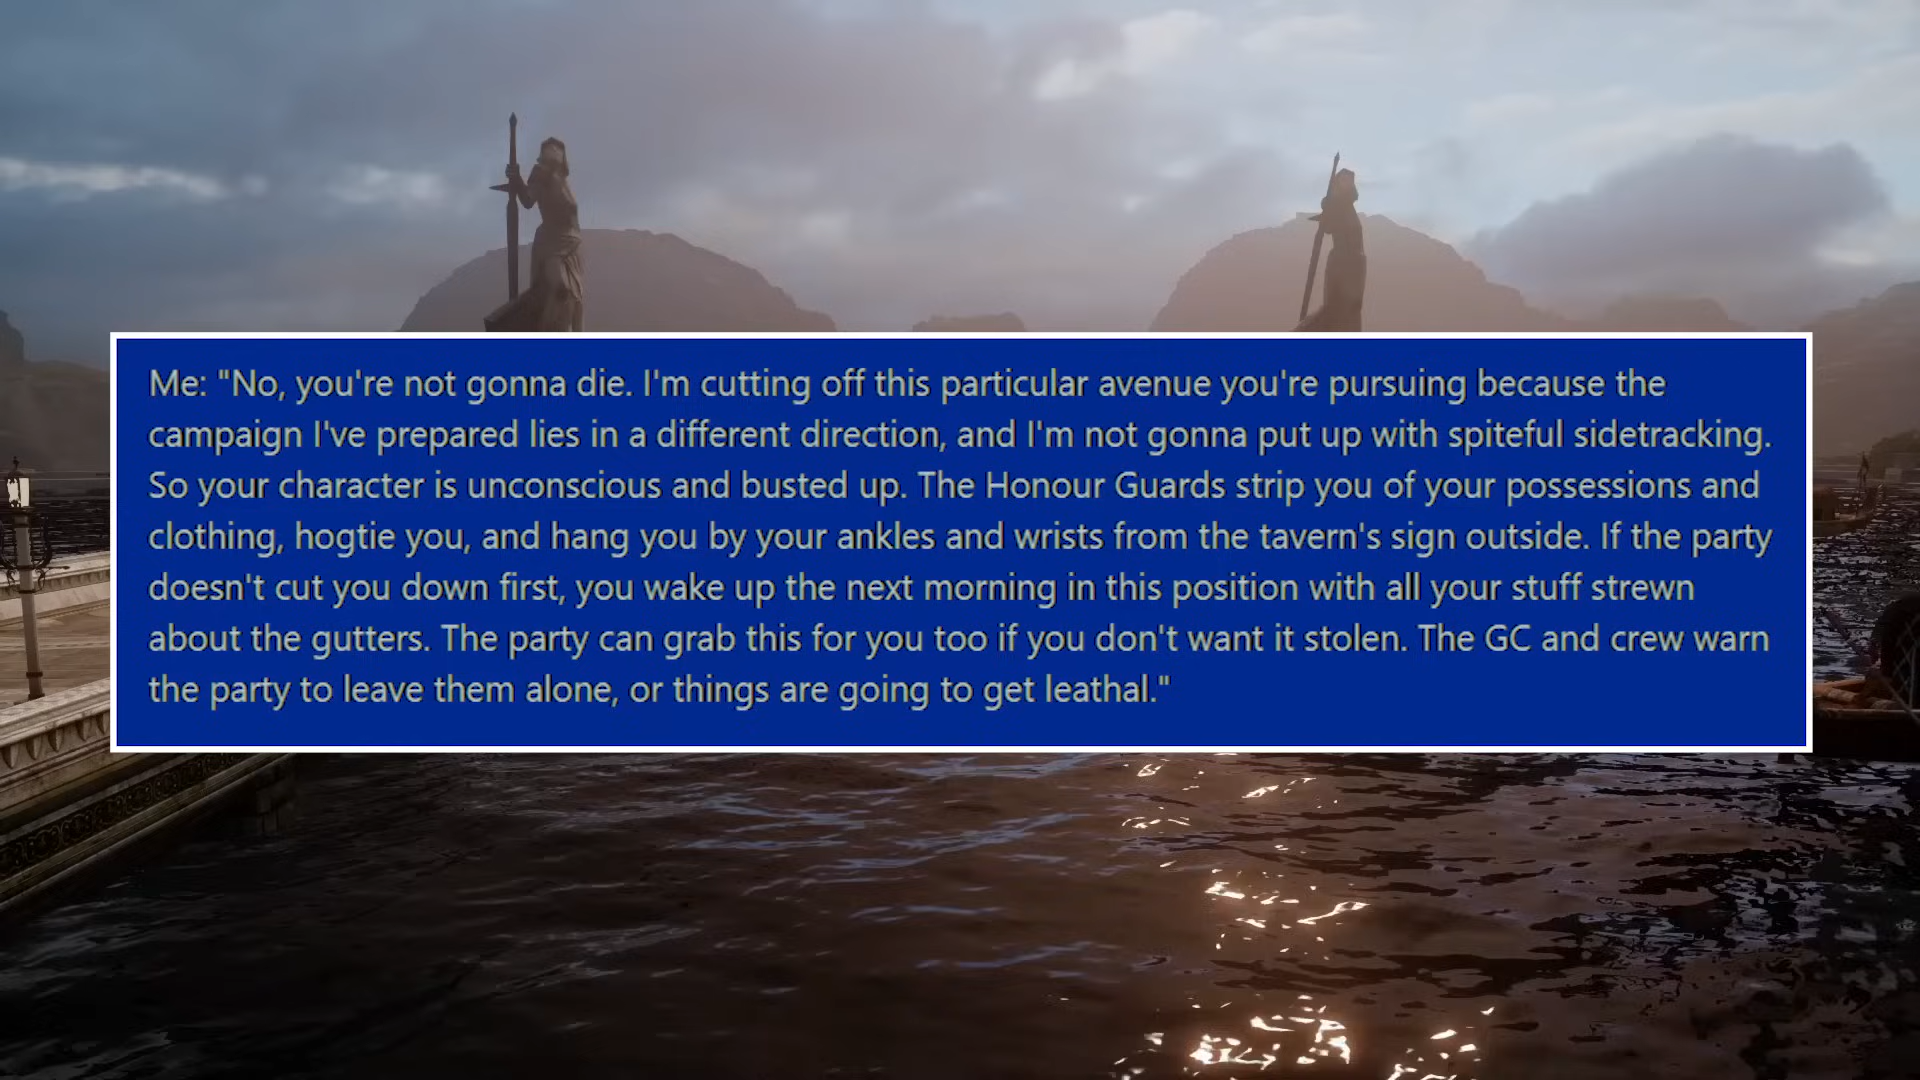 Me: "No, you're not gonna die. I'm cutting off this particular avenue you're pursuing because the
campaign I've prepared lies in a different direction, and I'm not gonna put up with spiteful sidetracking.
So your character is unconscious and busted up. The Honour Guards strip you of your possessions and
clothing, hogtie you, and hang you by your ankles and wrists from the tavern's sign outside. If the party
doesn't cut you down first, you wake up the next morning in this position with all your stuff strewn
about the gutters. The party can grab this for you too if you don't want it stolen. The GC and crew warn
the party to leave them alone, or things are going to get leathal."